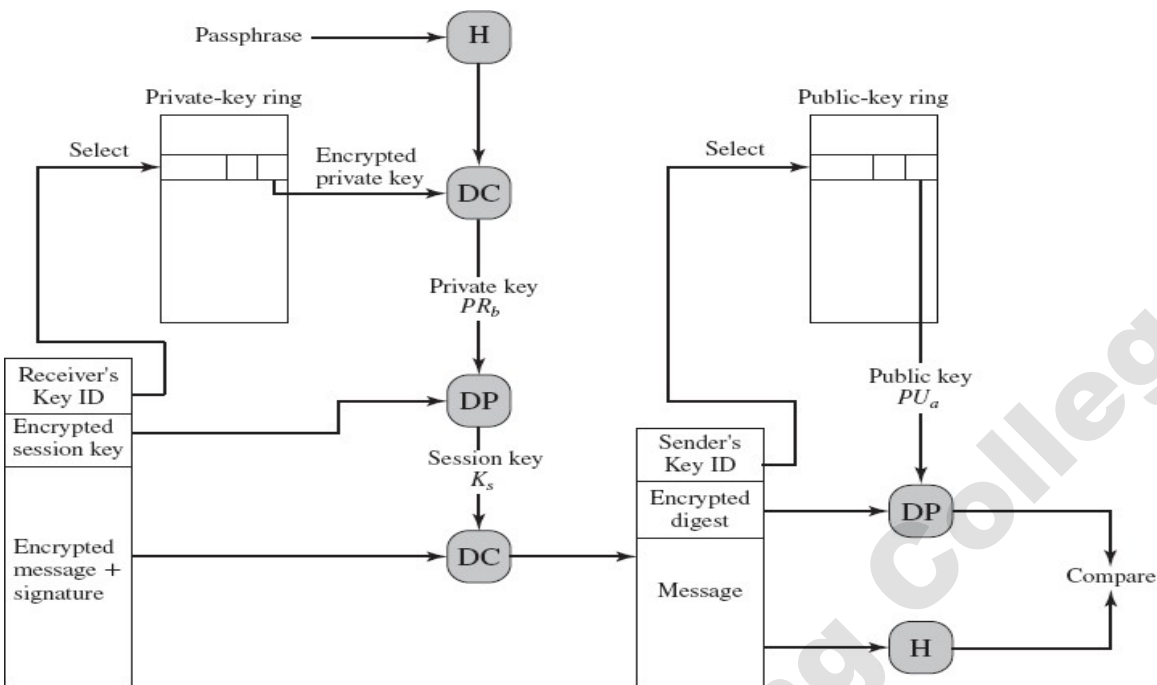 Passphrase
H
Private-key ring
Public-key ring
Select
Encrypted
private key
Select
DC
Private key
PRb
Public key
PUa
Receiver's
Key ID
Encrypted
session key
DP
Session key
Ks
Sender's
Key ID
Encrypted
digest
DP
Encrypted
message +
signature
DC
Message
Compare
H